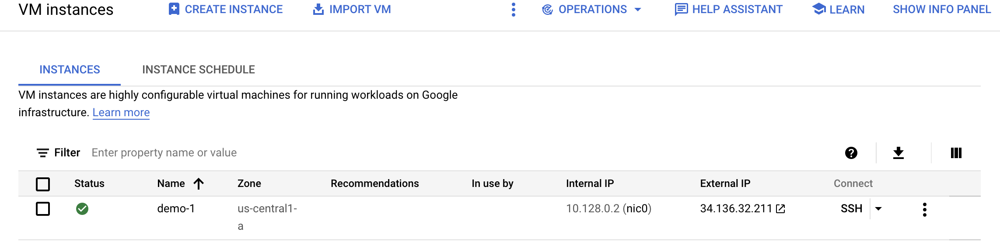 VM instances CREATE INSTANCE IMPORT VM OPERATIONS HELP ASSISTANT LEARN SHOW INFO PANEL
INSTANCES INSTANCE SCHEDULE
VM instances are highly configurable virtual machines for running workloads on Google
infrastructure. Learn more
Filter Enter property name or value
Status Name Zone Recommendations In use by Internal IP External IP Connect
demo-1 us-central1- 10.128.0.2 (nic0) 34.136.32.211 SSH
a